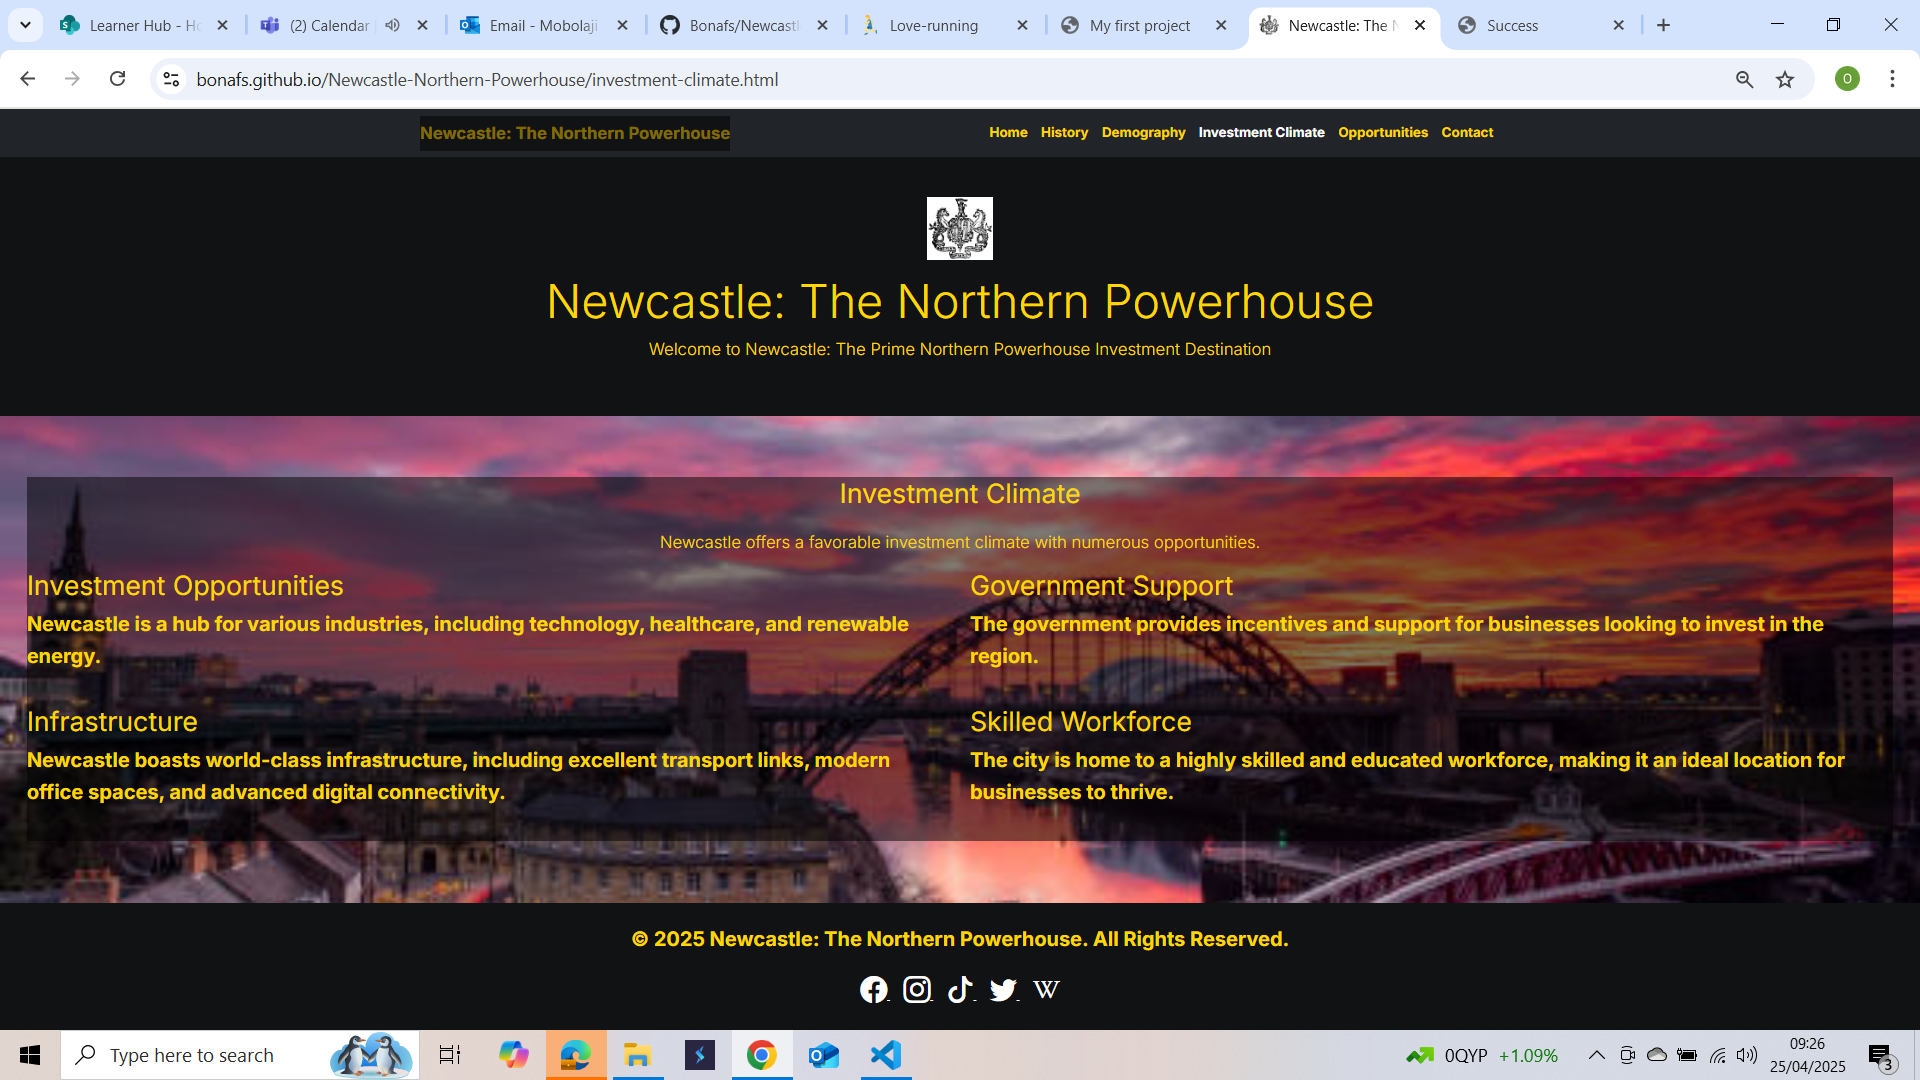 Learner Hub - Ho
(2) Calendar
Email - Mobolaji
Bonafs/Newcastl
Love-running
My first project
Newcastle: The N
Success
bonafs.github.io/Newcastle-Northern-Powerhouse/investment-climate.html
O
Newcastle: The Northern Powerhouse
Home History Demography Investment Climate Opportunities Contact
Newcastle: The Northern Powerhouse
Welcome to Newcastle: The Prime Northern Powerhouse Investment Destination
Investment Climate
Newcastle offers a favorable investment climate with numerous opportunities.
Investment Opportunities
Newcastle is a hub for various industries, including technology, healthcare, and renewable
energy.
Government Support
The government provides incentives and support for businesses looking to invest in the
region.
Infrastructure
Newcastle boasts world-class infrastructure, including excellent transport links, modern
office spaces, and advanced digital connectivity.
Skilled Workforce
The city is home to a highly skilled and educated workforce, making it an ideal location for
businesses to thrive.
© 2025 Newcastle: The Northern Powerhouse. All Rights Reserved.
W
Type here to search
0QYP +1.09%
09:26
25/04/2025
3